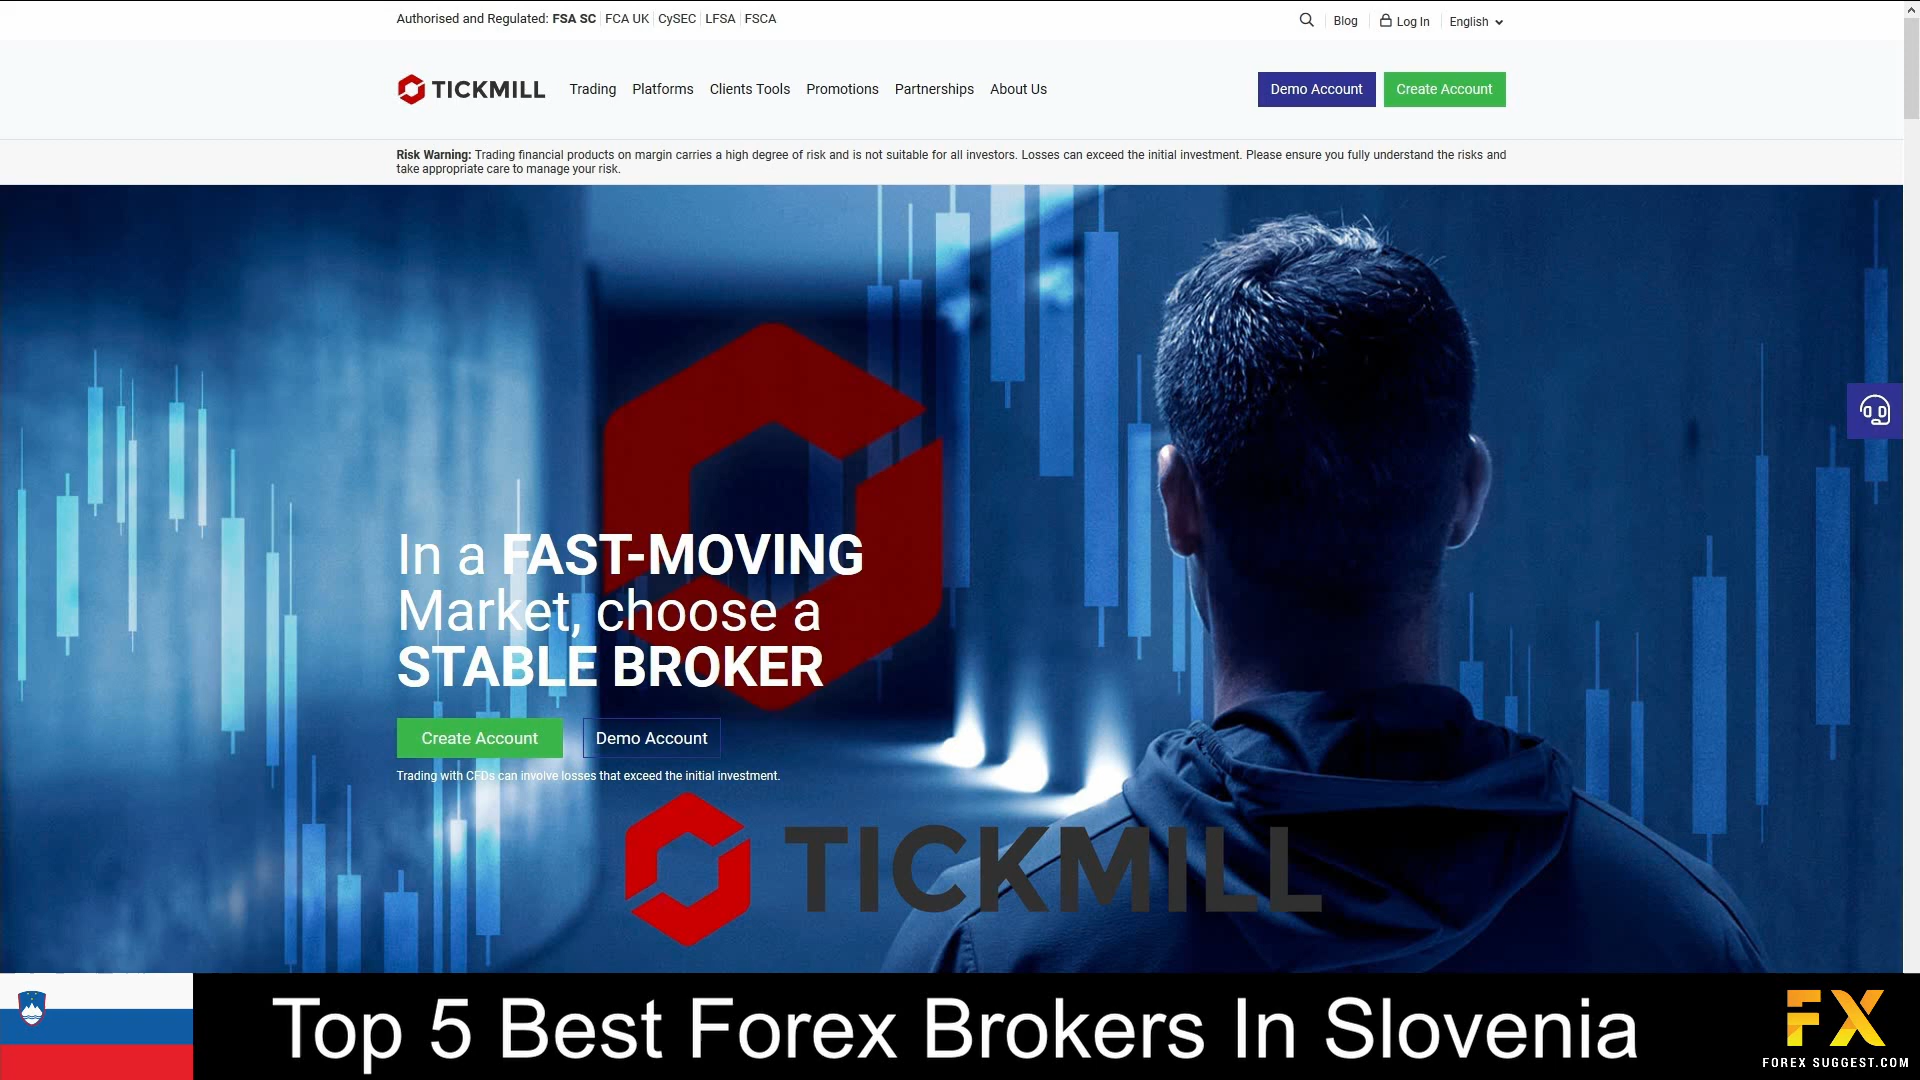 Authorised and Regulated: FSA SC FCA UK CySEC LFSA FSCA
Blog Log In English
TICKMILL Trading Platforms Clients Tools Promotions Partnerships About Us Demo Account Create Account
Risk Warning: Trading financial products on margin carries a high degree of risk and is not suitable for all investors. Losses can exceed the initial investment. Please ensure you fully understand the risks and
take appropriate care to manage your risk.
In a FAST-MOVING
Market, choose a
STABLE BROKER
Create Account Demo Account
Trading with CFDs can involve losses that exceed the initial investment.
TICKMILL
Top 5 Best Forex Brokers In Slovenia
FX
FOREX SUGGEST.COM